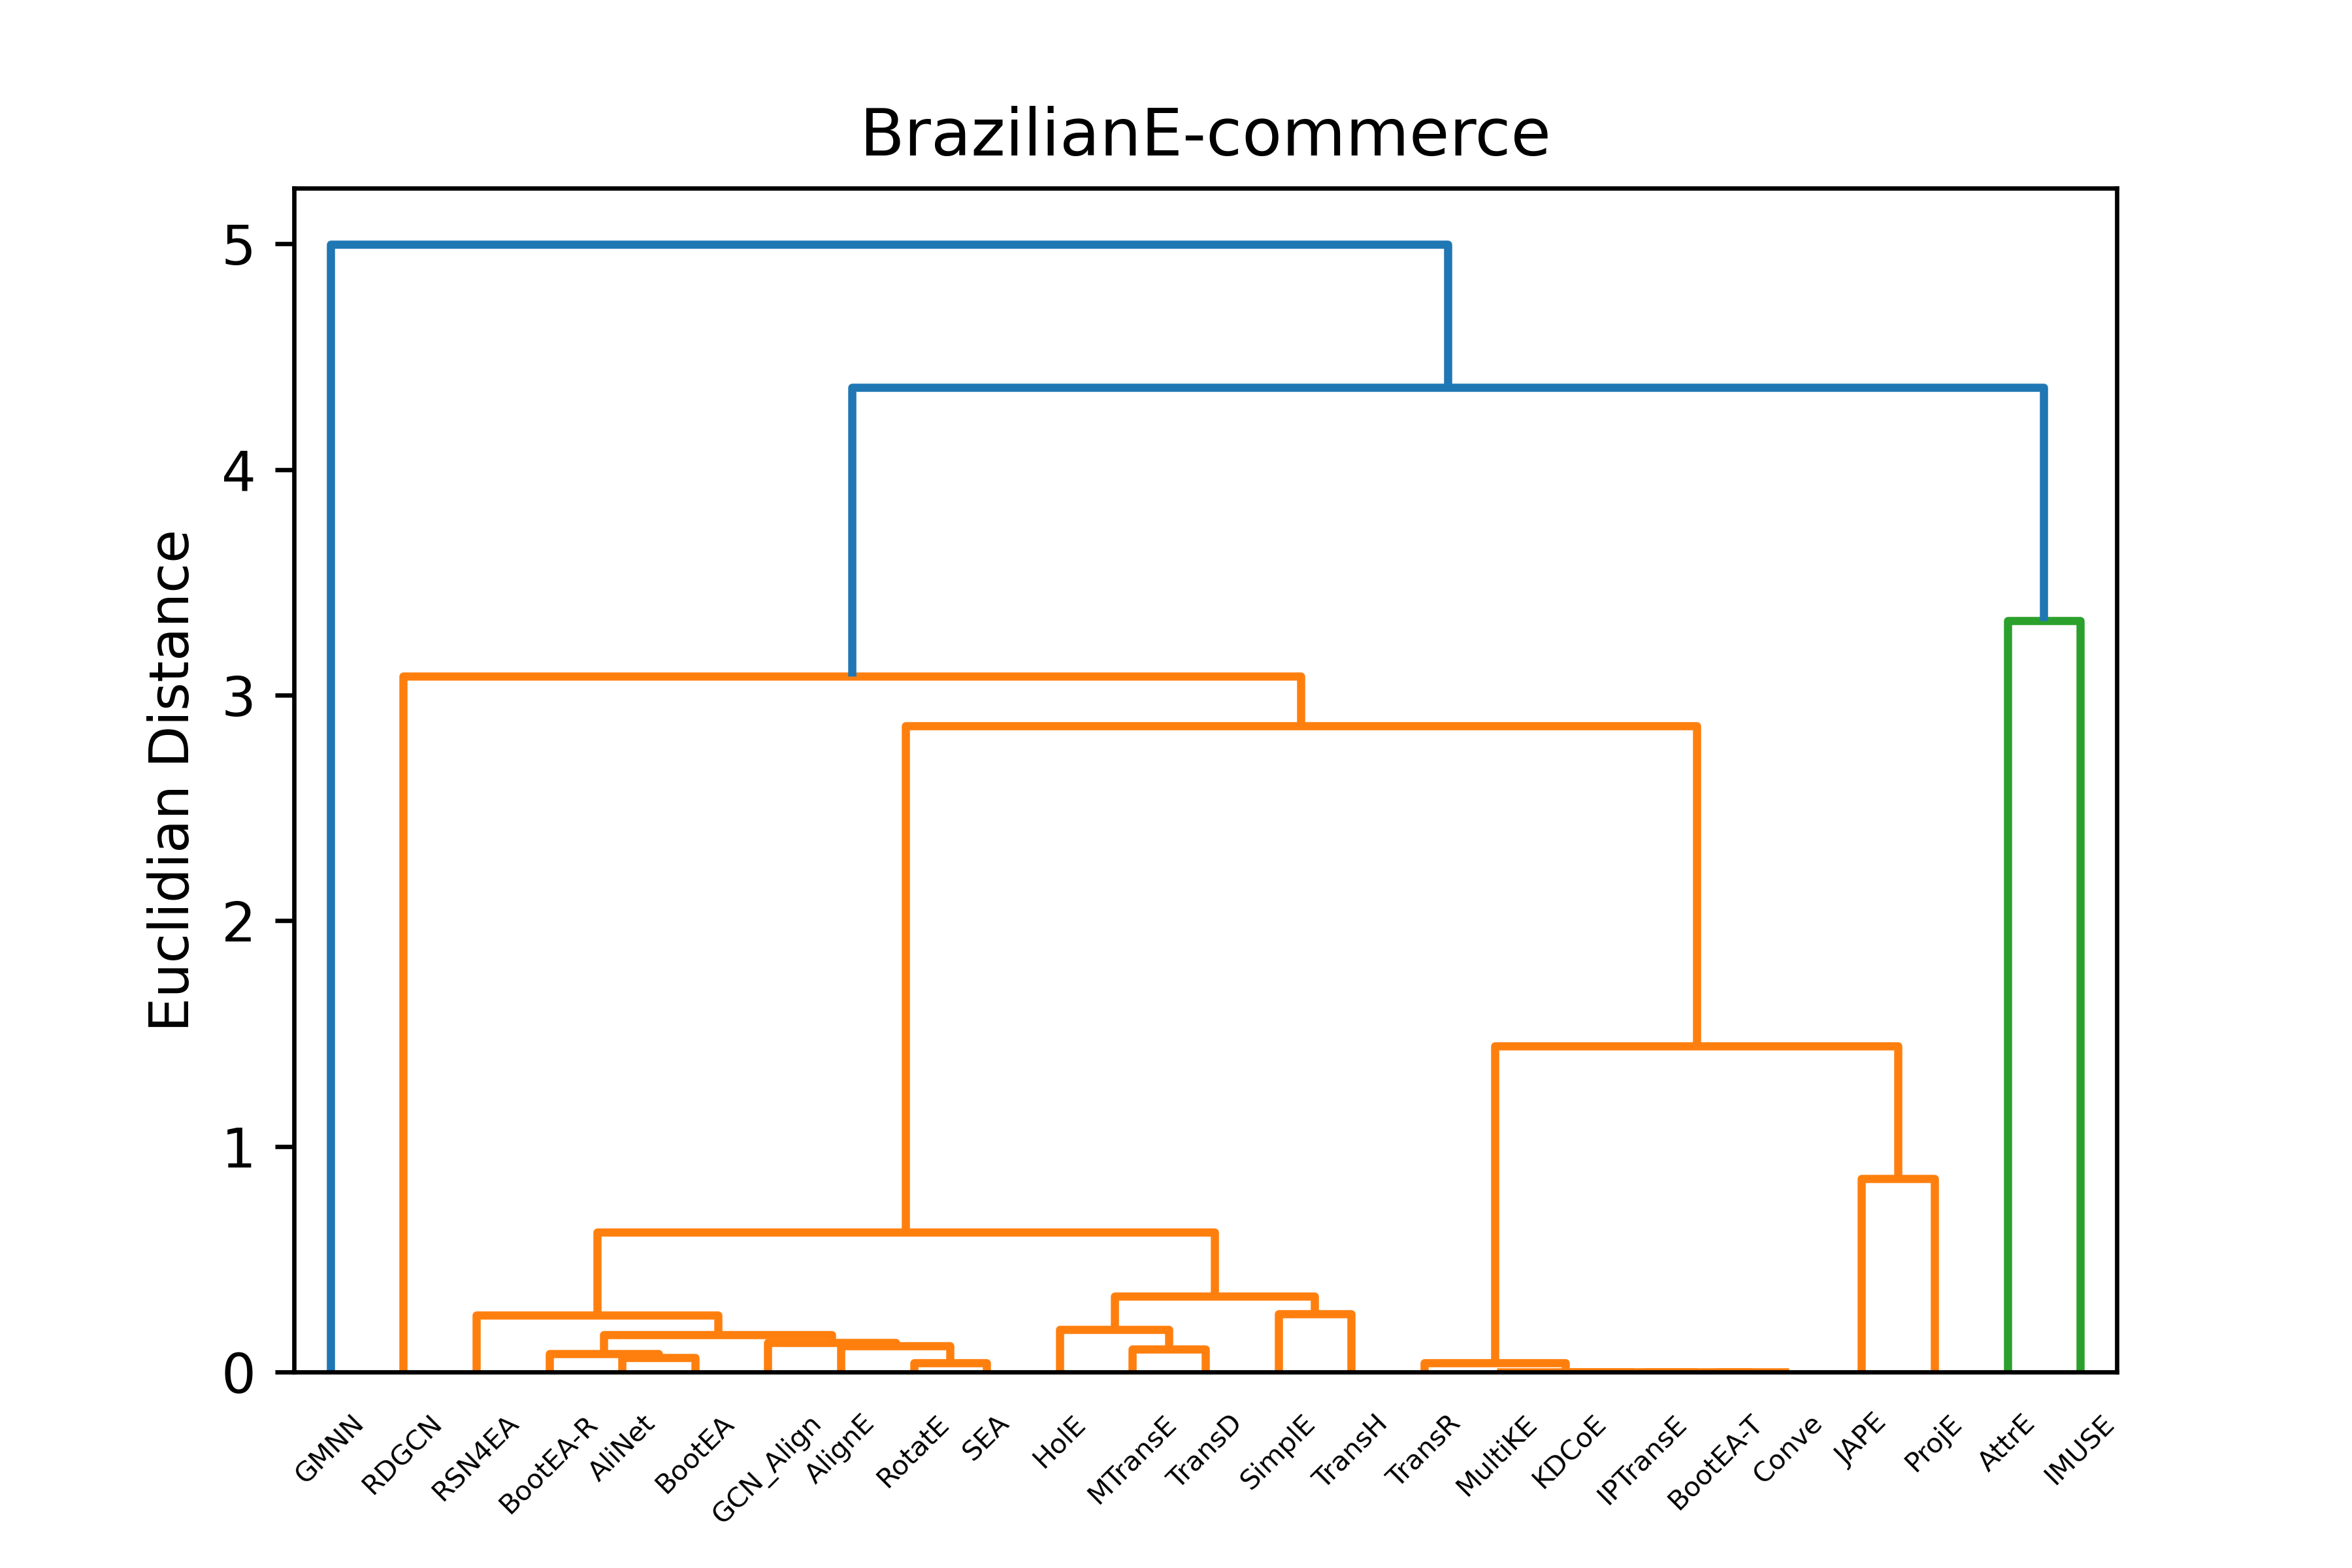 BrazilianE-commerce
Euclidian Distance
5
4
3
2
1
0
GMNN
RDGCN
RSN4EA
BootEA-R
AliNet
BootEA
GCN_Align
AlignE
RotatE
SEA
HolE
MTransE
TransD
SimplE
TransH
TransR
MultiKE
KDCoE
IPTransE
BootEA-T
Conve
JAPE
ProjE
AttrE
IMUSE